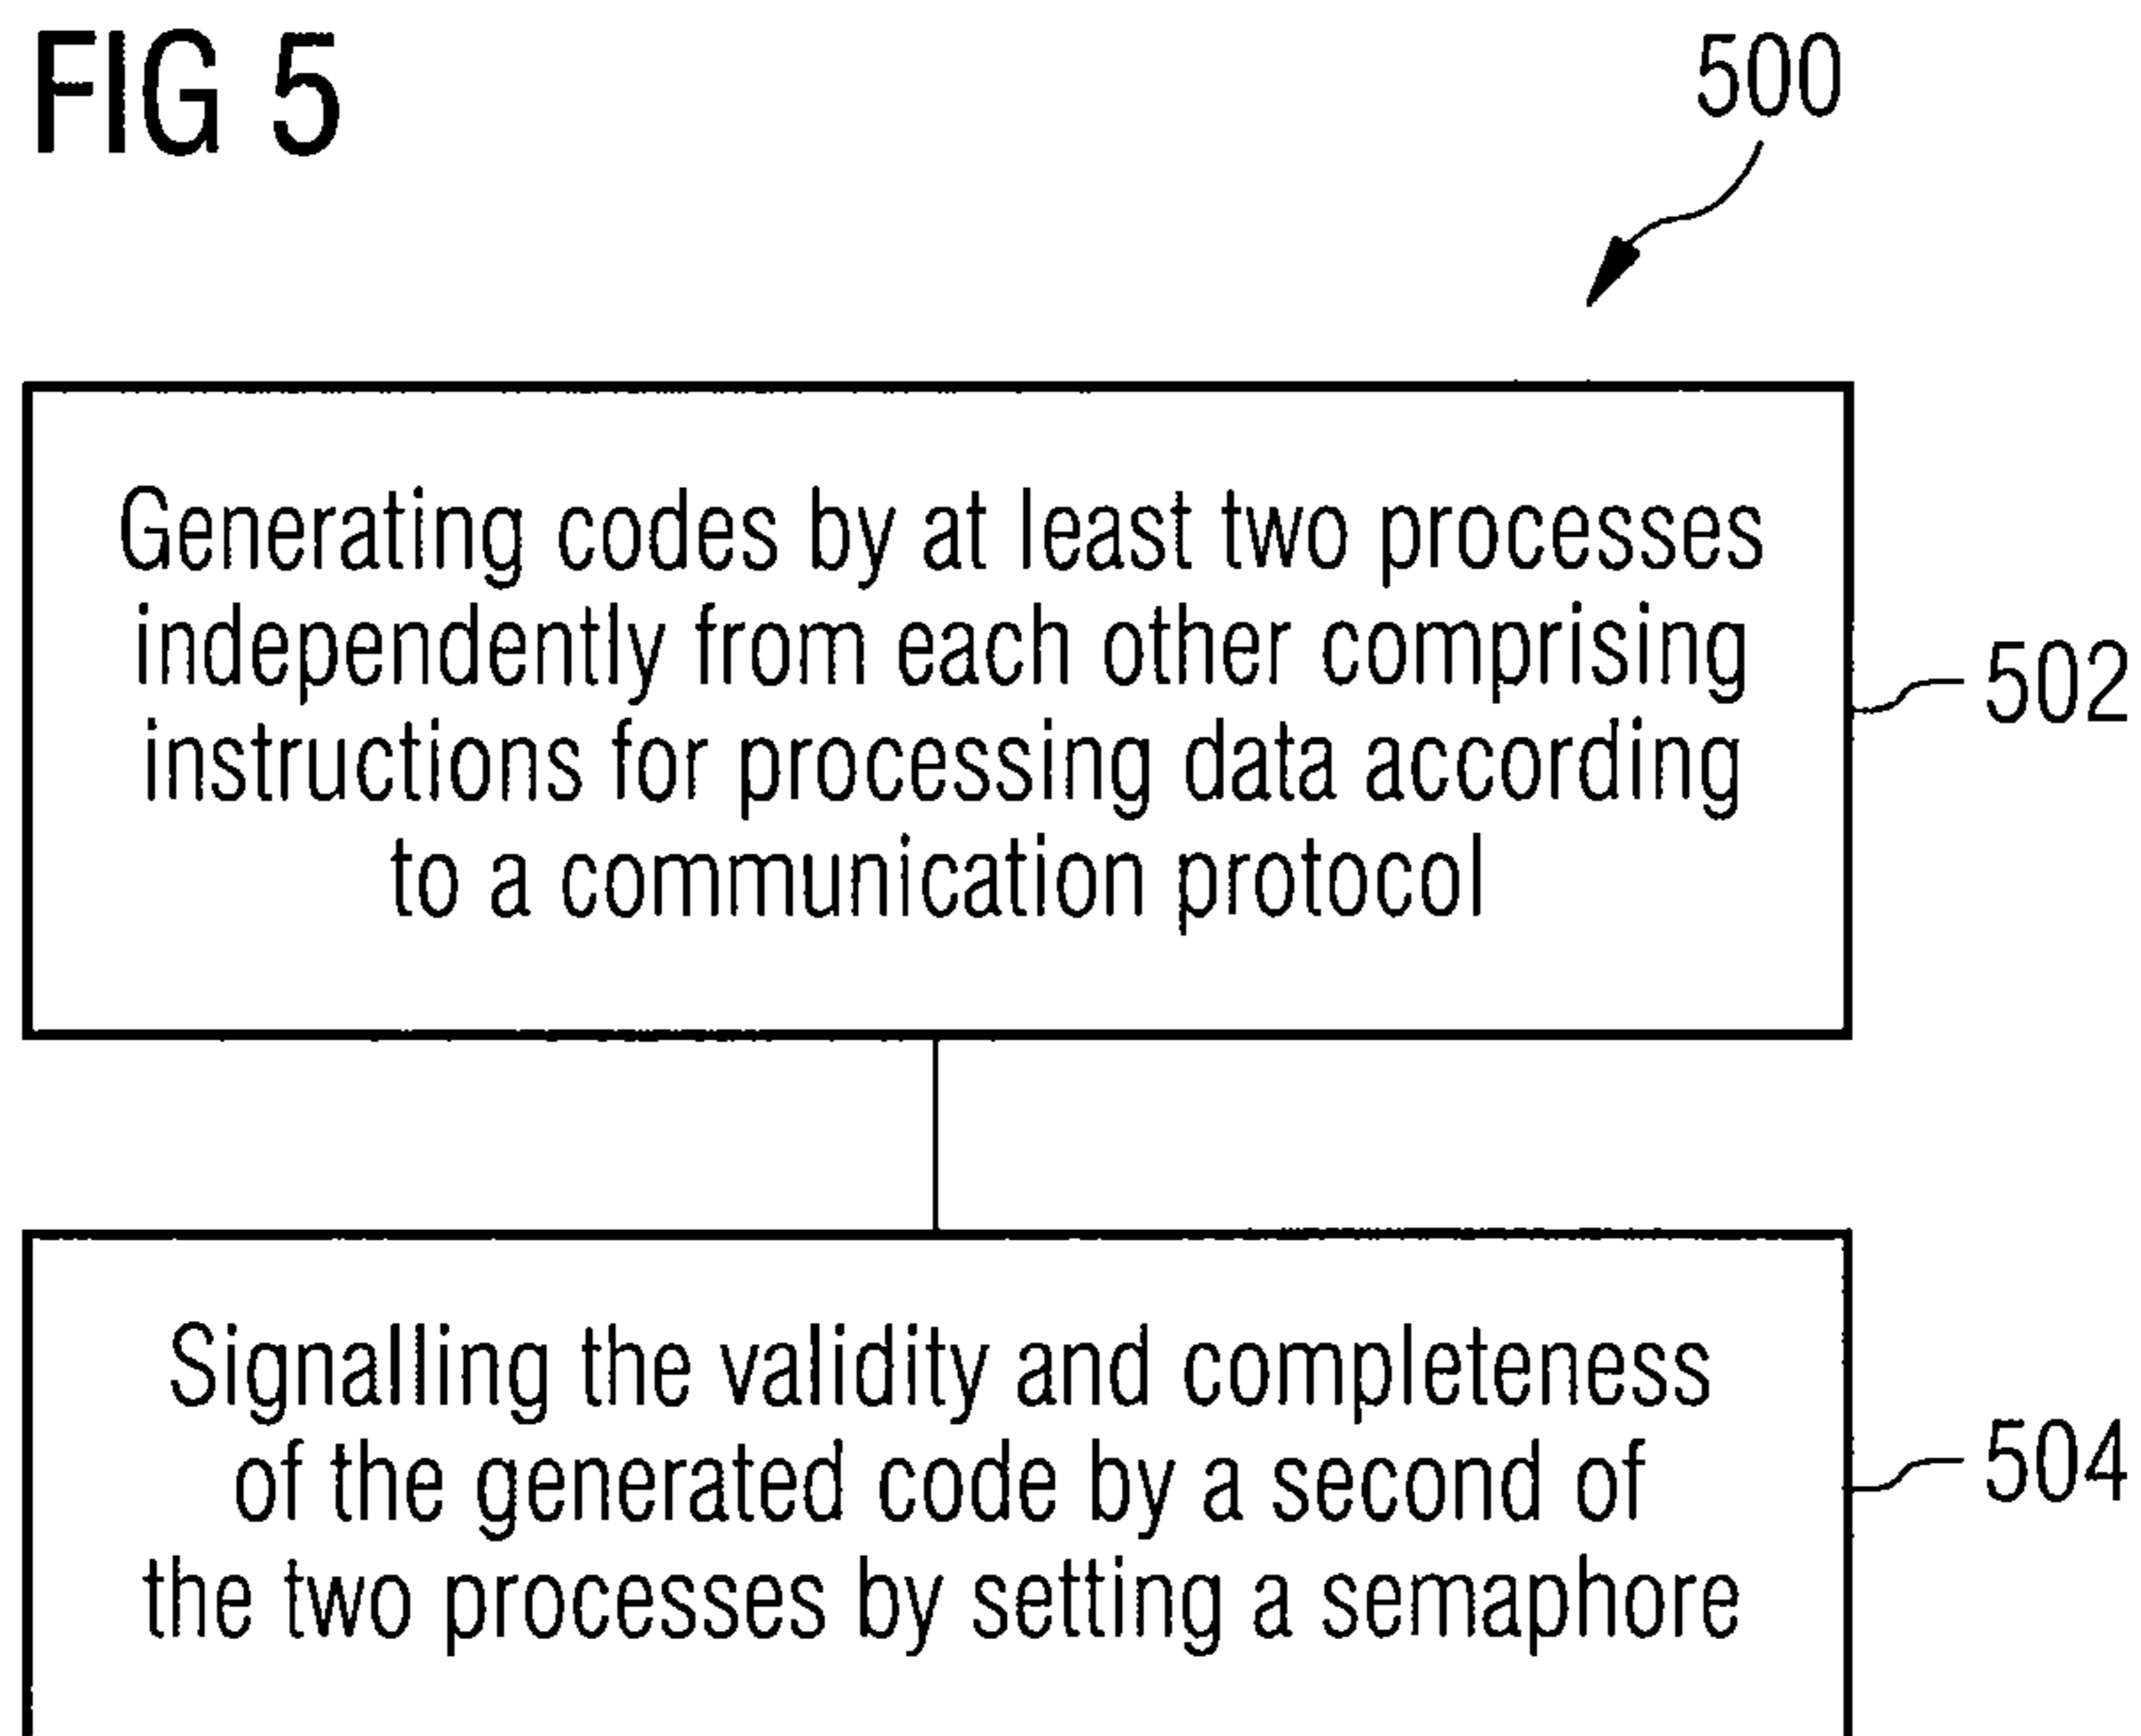 FIG 5
500
Generating codes by at least two processes
independently from each other comprising
instructions for processing data according
to a communication protocol
502
Signalling the validity and completeness
of the generated code by a second of
the two processes by setting a semaphore
504